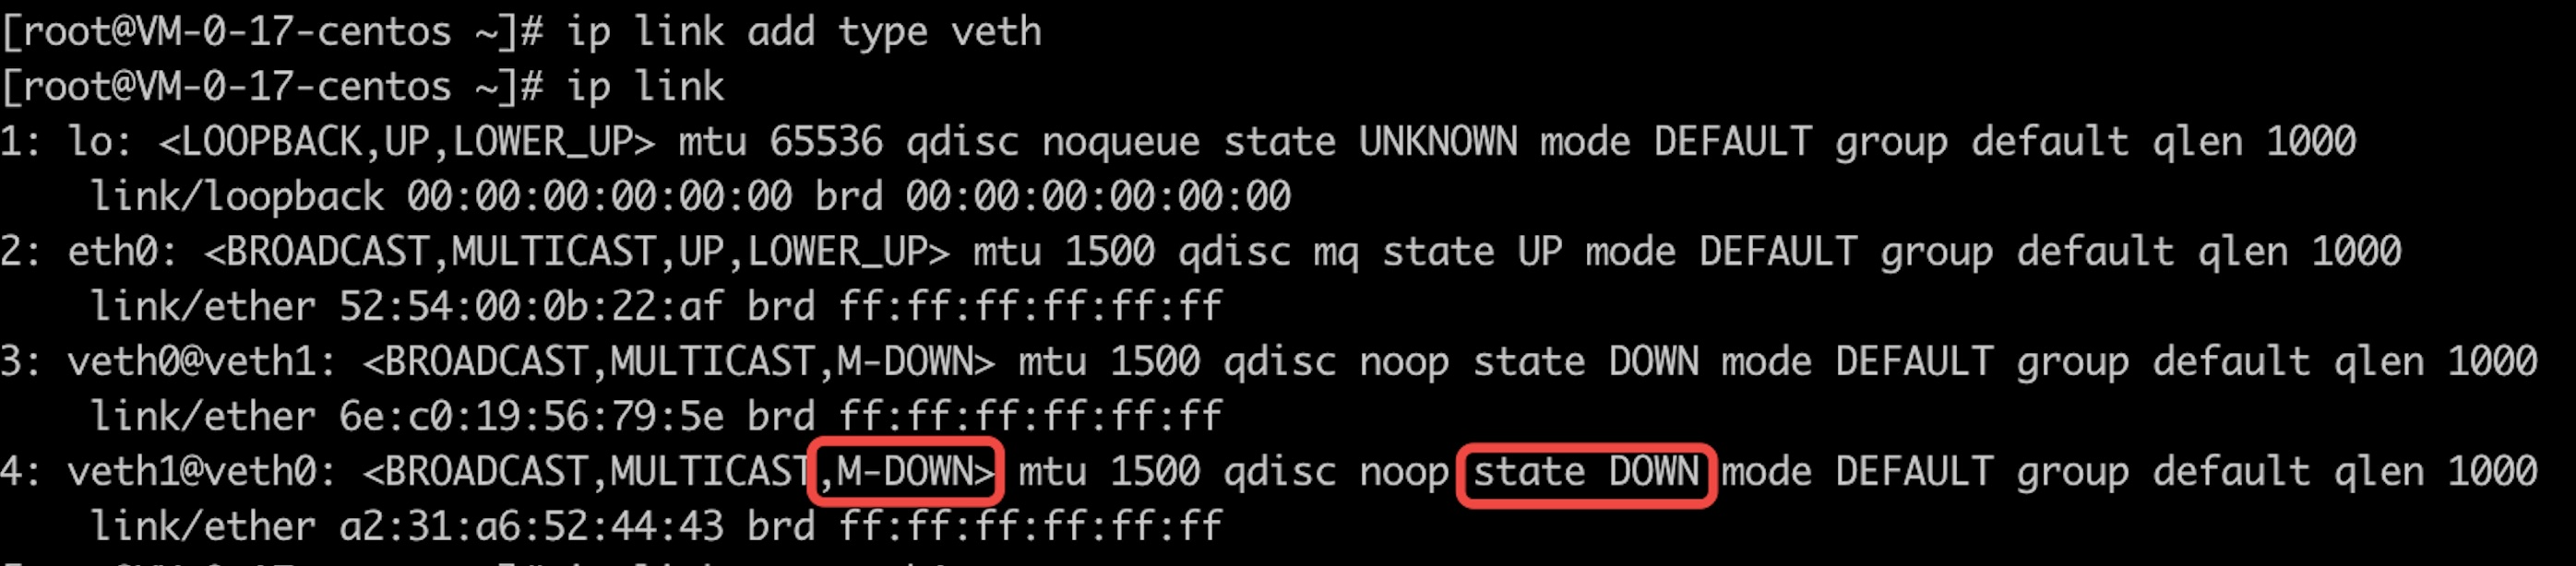 [root@VM-0-17-centos ~]# ip link add type veth
[root@VM-0-17-centos ~]# ip link
1: lo: <LOOPBACK,UP,LOWER_UP> mtu 65536 qdisc noqueue state UNKNOWN mode DEFAULT group default qlen 1000
    link/loopback 00:00:00:00:00:00 brd 00:00:00:00:00:00
2: eth0: <BROADCAST,MULTICAST,UP,LOWER_UP> mtu 1500 qdisc mq state UP mode DEFAULT group default qlen 1000
    link/ether 52:54:00:0b:22:af brd ff:ff:ff:ff:ff:ff
3: veth0@veth1: <BROADCAST,MULTICAST,M-DOWN> mtu 1500 qdisc noop state DOWN mode DEFAULT group default qlen 1000
    link/ether 6e:c0:19:56:79:5e brd ff:ff:ff:ff:ff:ff
4: veth1@veth0: <BROADCAST,MULTICAST,M-DOWN> mtu 1500 qdisc noop state DOWN mode DEFAULT group default qlen 1000
    link/ether a2:31:a6:52:44:43 brd ff:ff:ff:ff:ff:ff